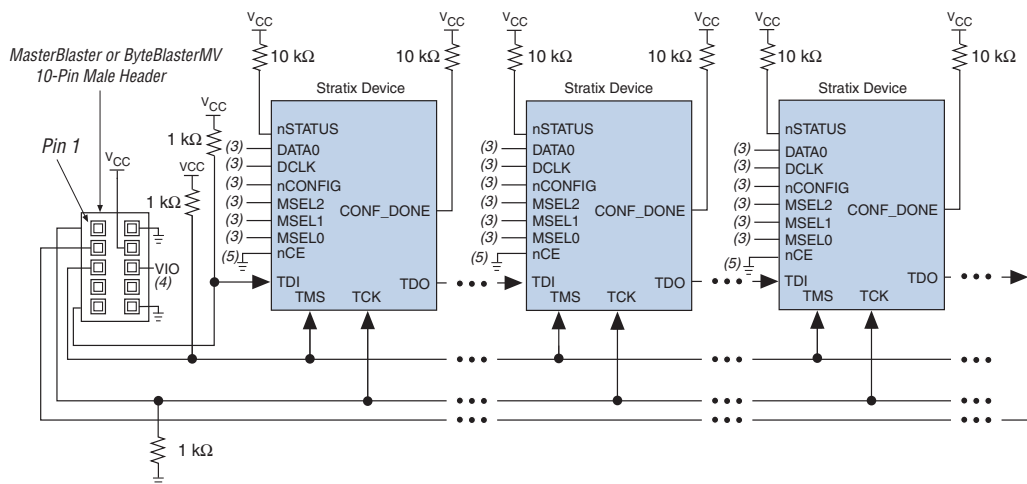 MasterBlaster or ByteBlasterMV
10-Pin Male Header
Pin 1
VCC
VCC
1 kΩ
VCC
1 kΩ
VIO
(4)
1 kΩ
VCC
10 kΩ
VCC
10 kΩ
Stratix Device
nSTATUS
(3) DATA0
(3) DCLK
(3) nCONFIG
(3) MSEL2
(3) MSEL1
(3) MSEL0
(5) nCE
CONF_DONE
TDI
TDO
TMS
TCK
VCC
10 kΩ
VCC
10 kΩ
Stratix Device
nSTATUS
(3) DATA0
(3) DCLK
(3) nCONFIG
(3) MSEL2
(3) MSEL1
(3) MSEL0
(5) nCE
CONF_DONE
TDI
TDO
TMS
TCK
VCC
10 kΩ
VCC
10 kΩ
Stratix Device
nSTATUS
(3) DATA0
(3) DCLK
(3) nCONFIG
(3) MSEL2
(3) MSEL1
(3) MSEL0
(5) nCE
CONF_DONE
TDI
TDO
TMS
TCK